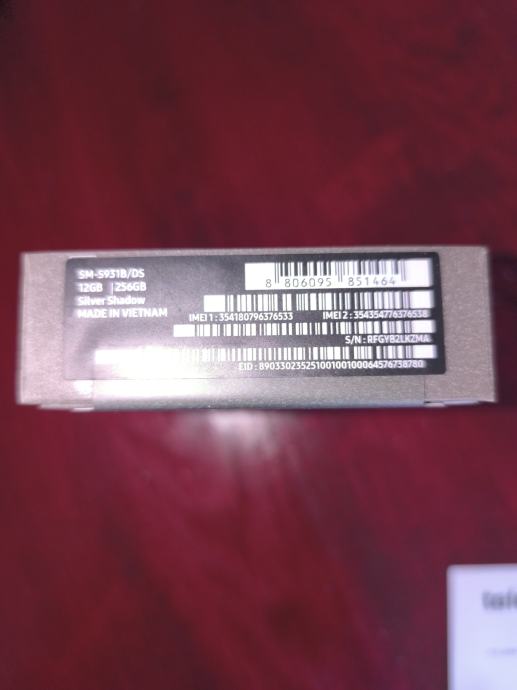 SM-S931B/DS
12GB | 256GB
Silver Shadow
MADE IN VIETNAM
8 806095 851464
IMEI 1 : 354180796376533 IMEI 2 : 354354776376538
S/N : RFGYB2LKZMA
EID : 89033023525100100100064576738780